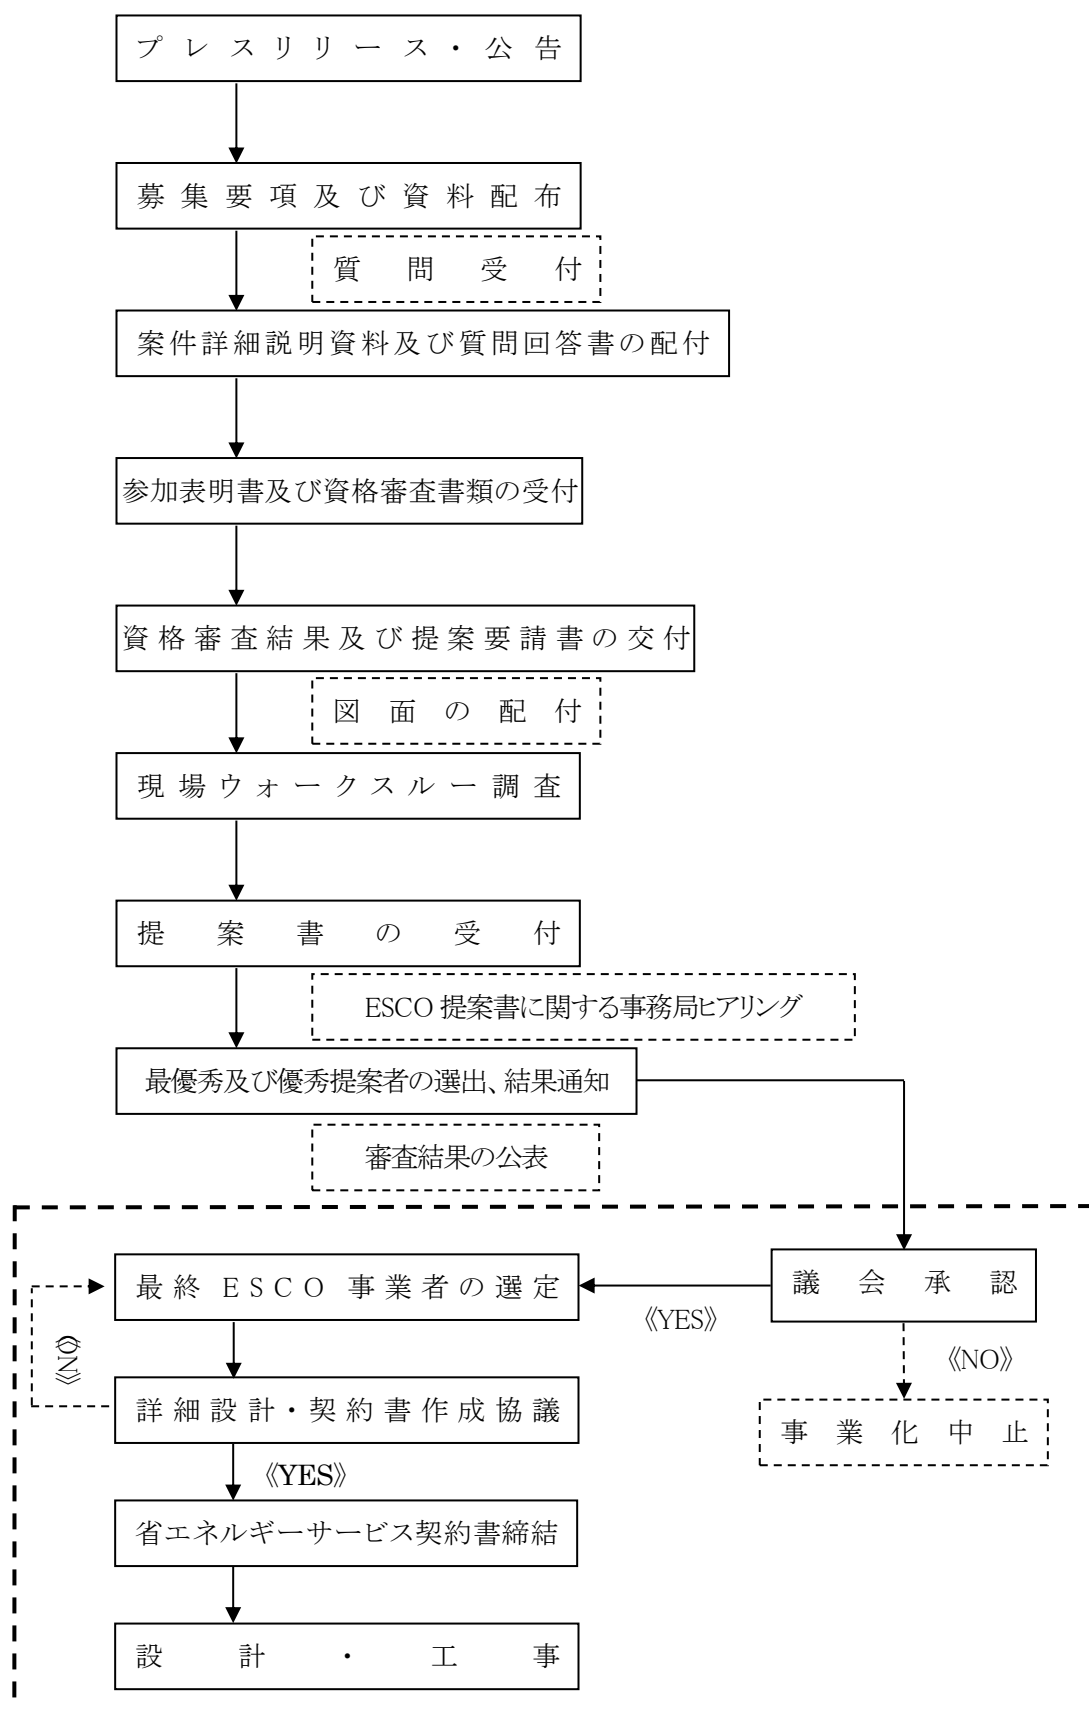 プレスリリース・公告
募集要項及び資料配布
質問受付
案件詳細説明資料及び質問回答書の配付
参加表明書及び資格審査書類の受付
資格審査結果及び提案要請書の交付
図面の配付
現場ウォークスルー調査
提案書の受付
ESCO 提案書に関する事務局ヒアリング
最優秀及び優秀提案者の選出、結果通知
審査結果の公表
議会承認
《YES》
《NO》
事業化中止
最終 ESCO 事業者の選定
《NO》
詳細設計・契約書作成協議
《YES》
省エネルギーサービス契約書締結
設計・工事